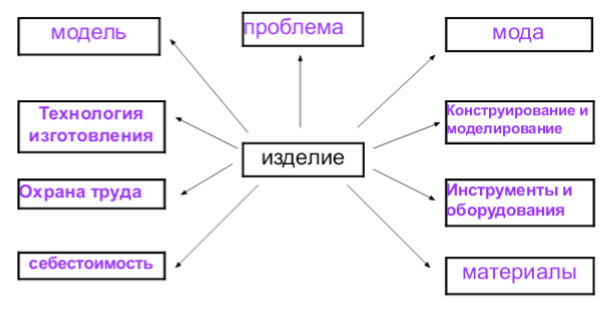 модель
проблема
мода
Технология
изготовления
Конструирование и
моделирование
изделие
Охрана труда
Инструменты и
оборудования
себестоимость
материалы